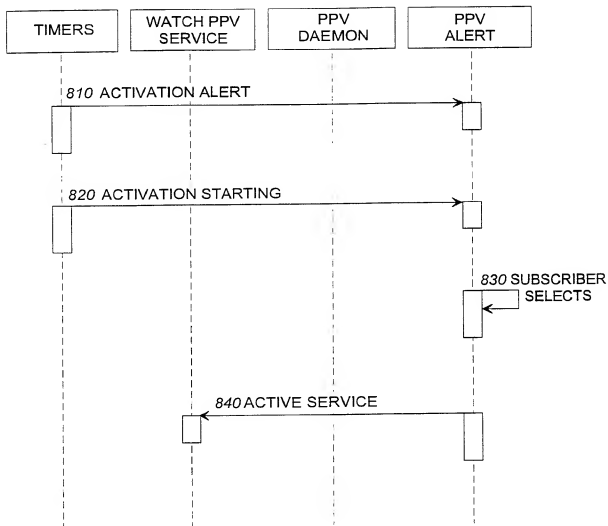 TIMERS
WATCH PPV
SERVICE
PPV
DAEMON
PPV
ALERT
810 ACTIVATION ALERT
820 ACTIVATION STARTING
830 SUBSCRIBER
SELECTS
840 ACTIVE SERVICE